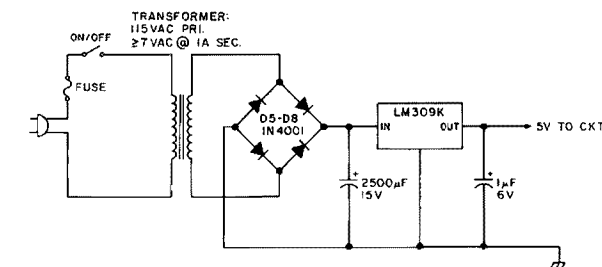 TRANSFORMER:
115VAC PRI.
≥7VAC @ 1A SEC.
ON/OFF
FUSE
D5-D8
1N4001
LM309K
IN
OUT
5V TO CKT
+
2500µF
15V
+
1µF
6V